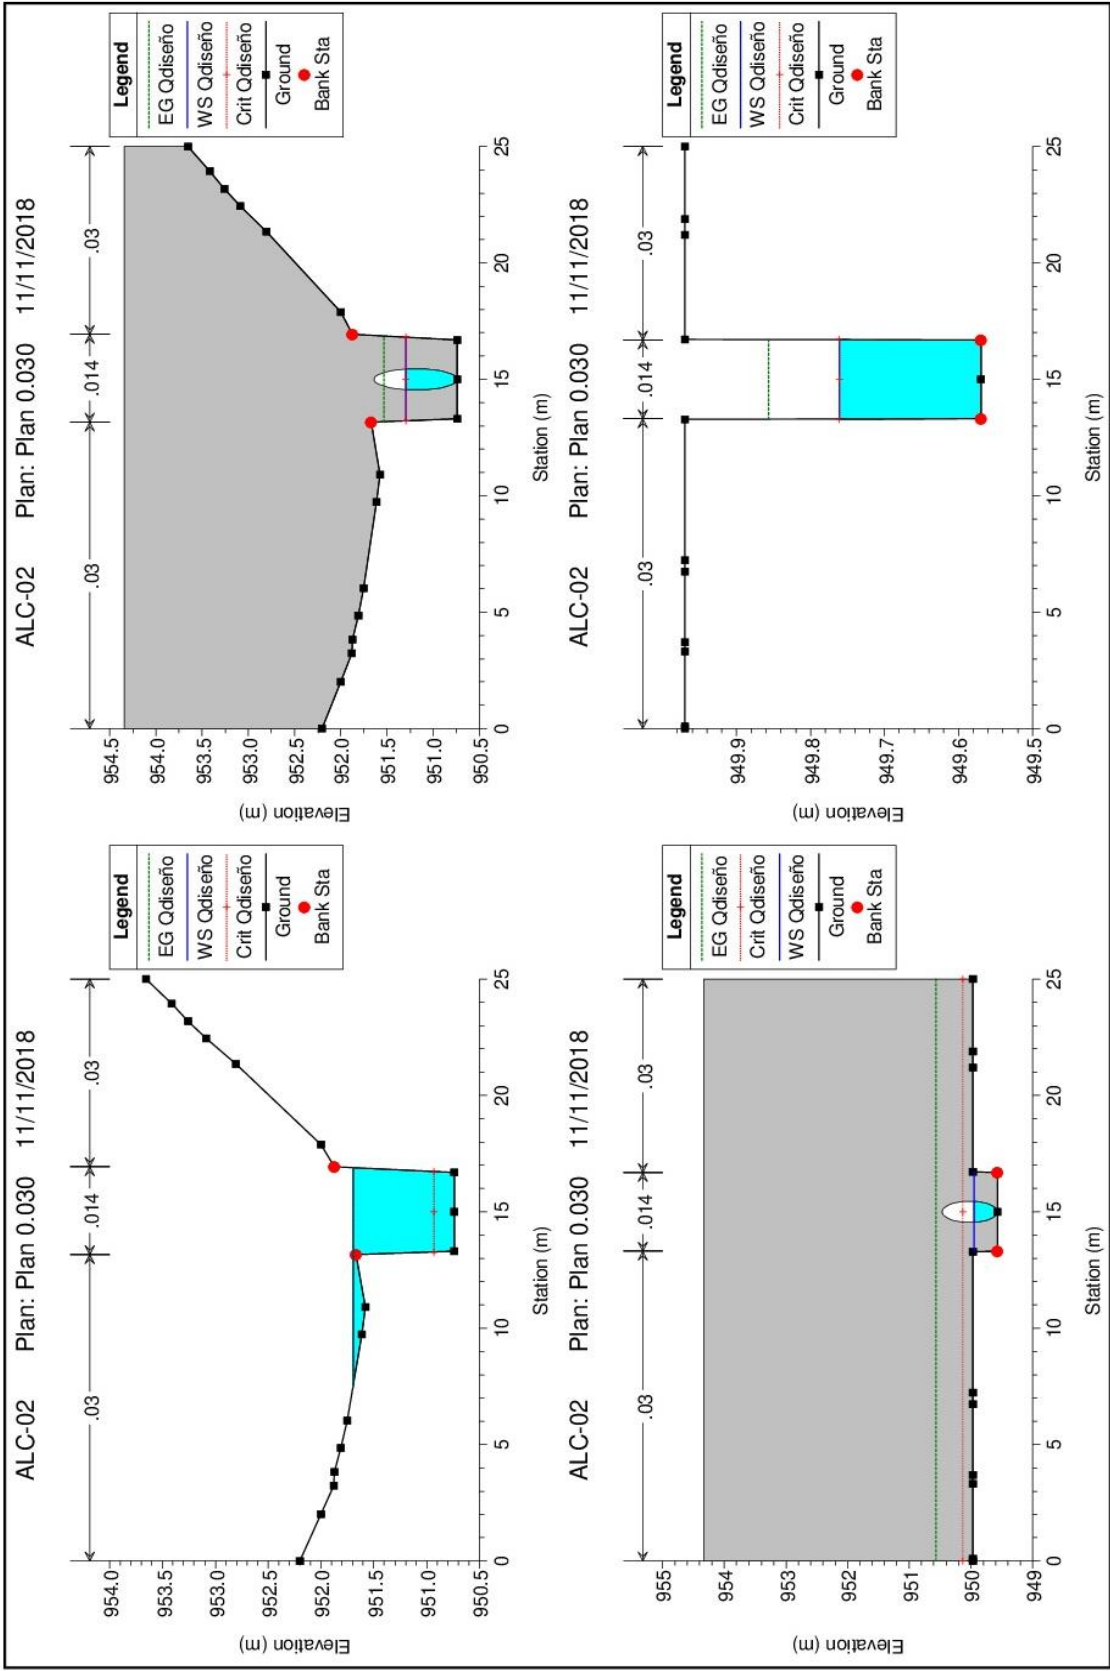 ALC-02 Plan: Plan 0.030 11/11/2018
.03
.014
.03
954.0
953.5
953.0
952.5
952.0
951.5
951.0
950.5
Elevation (m)
0 5 10 15 20 25
Station (m)
Legend
EG Qdiseño
WS Qdiseño
Crit Qdiseño
Ground
Bank Sta
ALC-02 Plan: Plan 0.030 11/11/2018
.03
.014
.03
954.5
954.0
953.5
953.0
952.5
952.0
951.5
951.0
950.5
Elevation (m)
0 5 10 15 20 25
Station (m)
Legend
EG Qdiseño
WS Qdiseño
Crit Qdiseño
Ground
Bank Sta
ALC-02 Plan: Plan 0.030 11/11/2018
.03
.014
.03
955
954
953
952
951
950
949
Elevation (m)
0 5 10 15 20 25
Station (m)
Legend
EG Qdiseño
Crit Qdiseño
WS Qdiseño
Ground
Bank Sta
ALC-02 Plan: Plan 0.030 11/11/2018
.03
.014
.03
949.9
949.8
949.7
949.6
949.5
Elevation (m)
0 5 10 15 20 25
Station (m)
Legend
EG Qdiseño
WS Qdiseño
Crit Qdiseño
Ground
Bank Sta